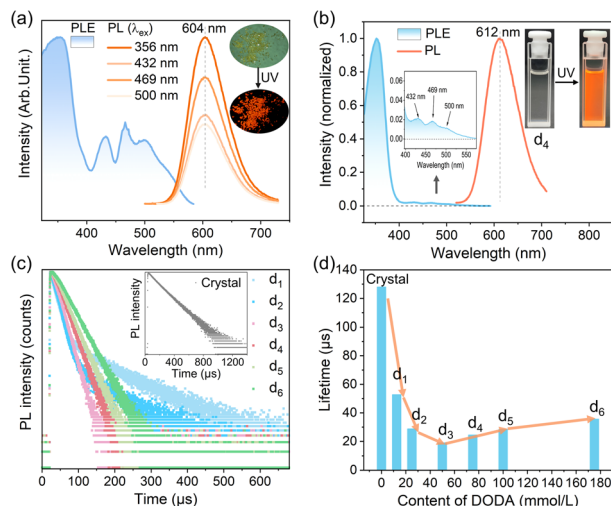 (a)
PLE
PL (λex)
356 nm
432 nm
469 nm
500 nm
604 nm
UV
Intensity (Arb.Unit.)
400 500 600 700
Wavelength (nm)
(b)
PLE
PL
612 nm
UV
d4
1.0
0.8
0.6
0.4
0.2
0.0
Intensity (normalized)
400 500 600 700 800
Wavelength (nm)
0.06
0.04
0.02
0.00
432 nm
469 nm
500 nm
400 450 500 550
Wavelength (nm)
(c)
PL intensity (counts)
0 100 200 300 400 500 600
Time (μs)
d1
d2
d3
d4
d5
d6
Crystal
PL intensity
0 400 800 1200
Time (μs)
(d)
140
120
100
80
60
40
20
0
Lifetime (μs)
Crystal
d1
d2
d3
d4
d5
d6
0 20 40 60 80 100 120 140 160 180
Content of DODA (mmol/L)